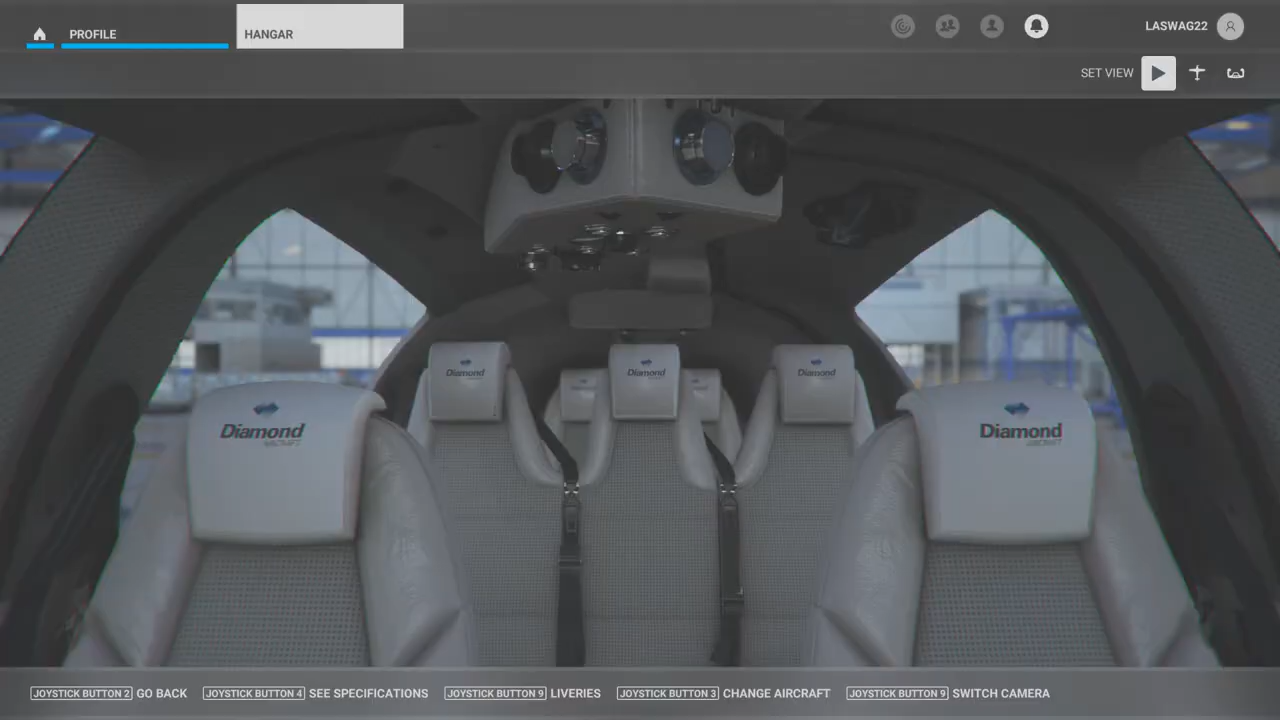 PROFILE
HANGAR
LASWAG22
SET VIEW
Diamond
Diamond
Diamond
Diamond
AIRCRAFT
Diamond
AIRCRAFT
JOYSTICK BUTTON 2 GO BACK
JOYSTICK BUTTON 4 SEE SPECIFICATIONS
JOYSTICK BUTTON 9 LIVERIES
JOYSTICK BUTTON 3 CHANGE AIRCRAFT
JOYSTICK BUTTON 9 SWITCH CAMERA